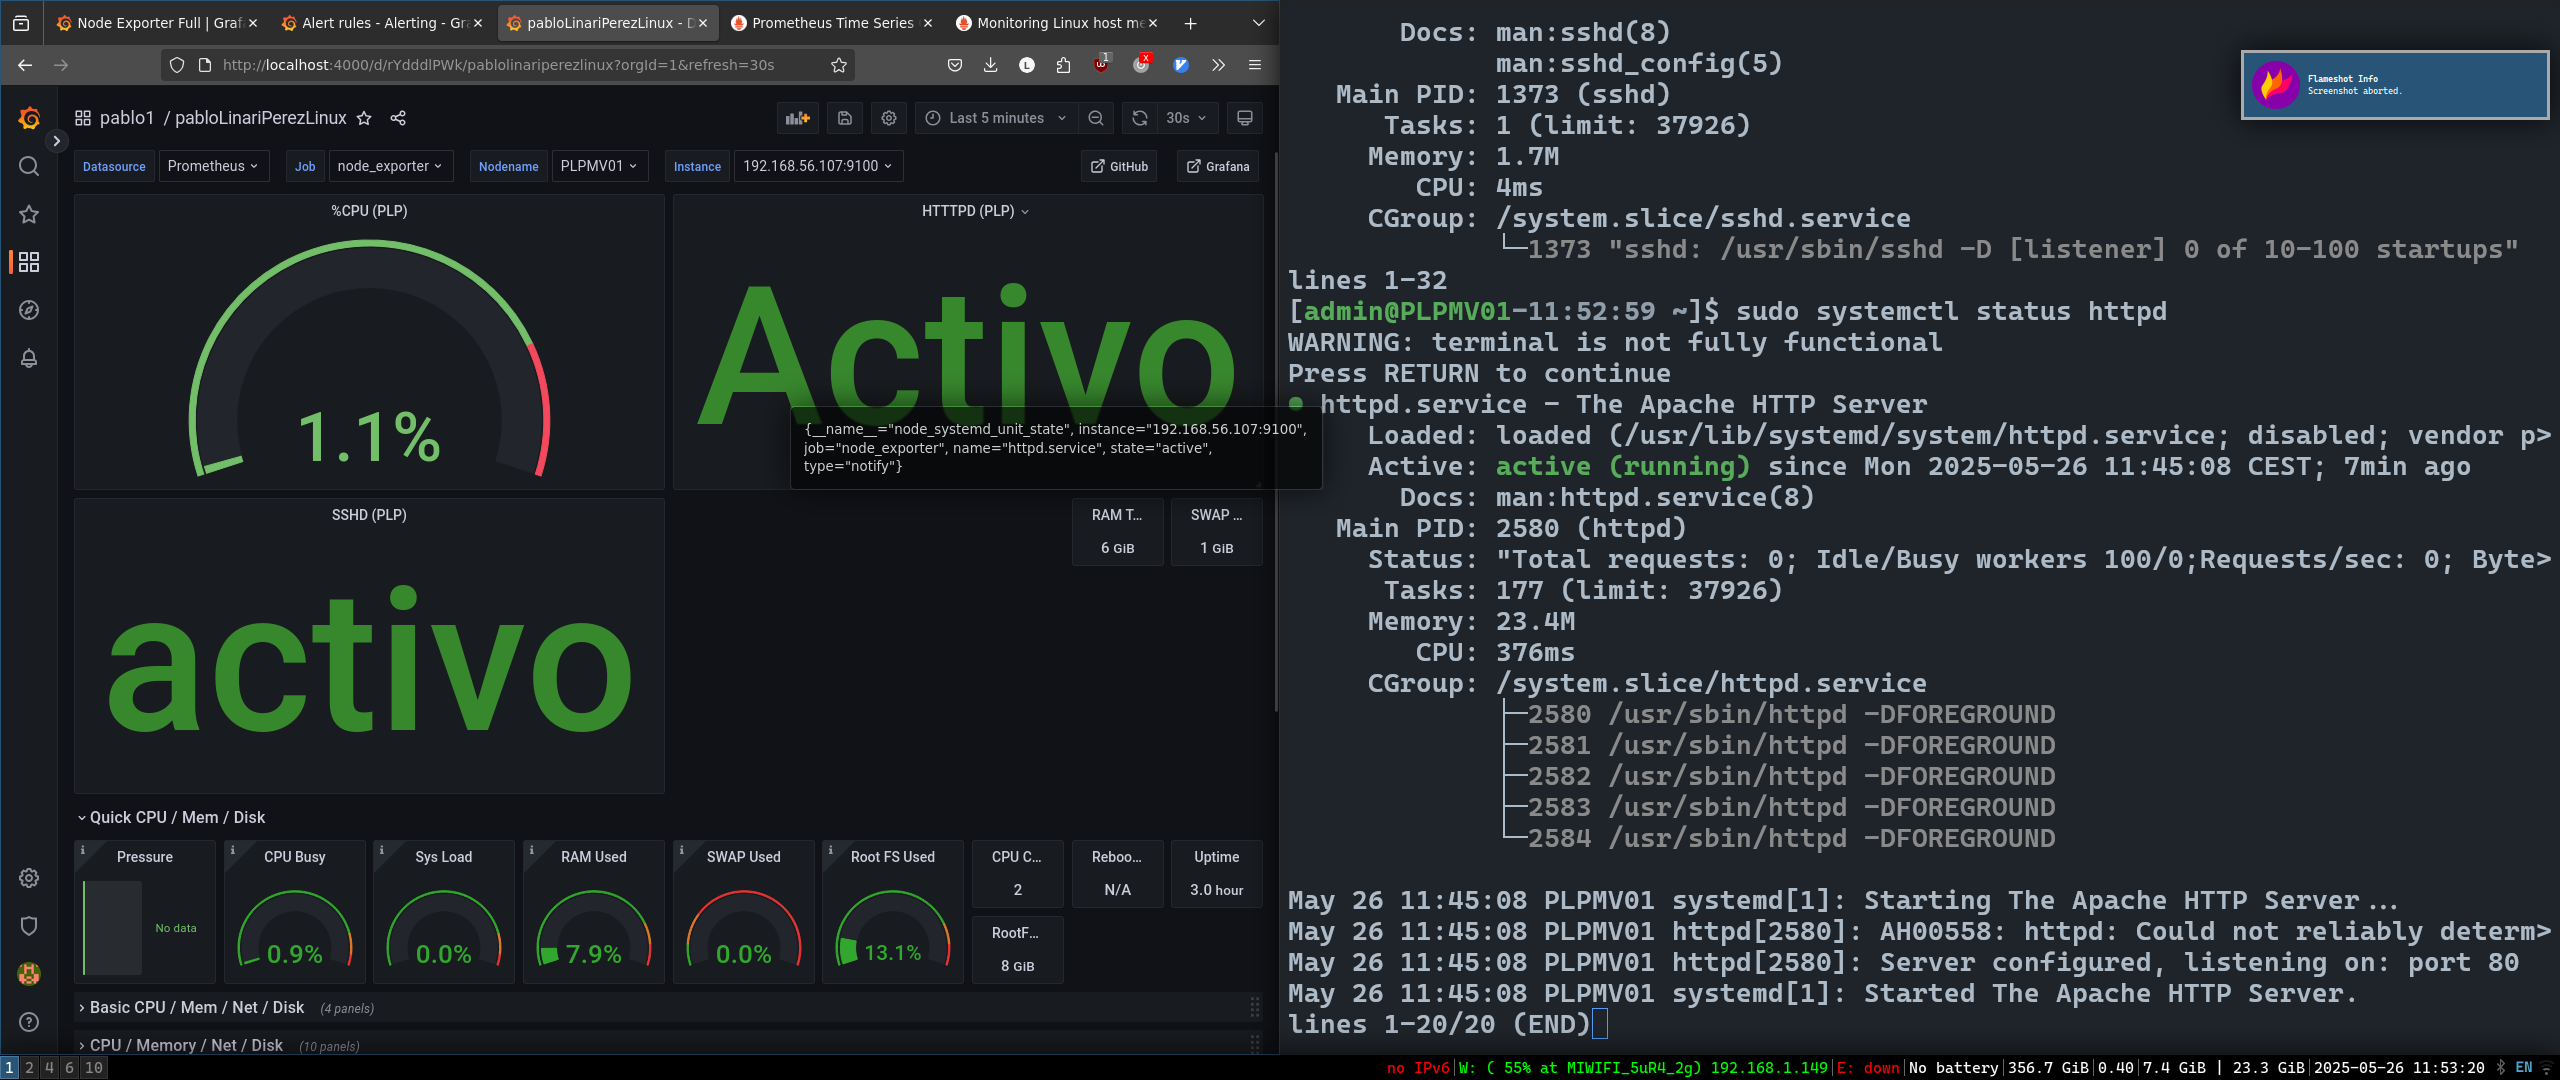 Node Exporter Full | Graf
Alert rules - Alerting - Gr
pabloLinariPerezLinux - D
Prometheus Time Series
Monitoring Linux host me
http://localhost:4000/d/rYdddlPWk/pablolinariperezlinux?orgId=1&refresh=30s
pablo1 / pabloLinariPerezLinux
Last 5 minutes
30s
Datasource Prometheus
Job node_exporter
Nodename PLPMV01
Instance 192.168.56.107:9100
GitHub
Grafana
%CPU (PLP)
1.1%
HTTTPD (PLP)
Activo
{__name__="node_systemd_unit_state", instance="192.168.56.107:9100",
job="node_exporter", name="httpd.service", state="active",
type="notify"}
SSHD (PLP)
activo
RAM T...
6 GiB
SWAP ...
1 GiB
Quick CPU / Mem / Disk
Pressure
No data
CPU Busy
0.9%
Sys Load
0.0%
RAM Used
7.9%
SWAP Used
0.0%
Root FS Used
13.1%
CPU C...
2
Reboo...
N/A
Uptime
3.0 hour
RootF...
8 GiB
Basic CPU / Mem / Net / Disk (4 panels)
CPU / Memory / Net / Disk (10 panels)
Docs: man:sshd(8)
man:sshd_config(5)
Main PID: 1373 (sshd)
Tasks: 1 (limit: 37926)
Memory: 1.7M
CPU: 4ms
CGroup: /system.slice/sshd.service
└─1373 "sshd: /usr/sbin/sshd -D [listener] 0 of 10-100 startups"
lines 1-32
[admin@PLPMV01-11:52:59 ~]$ sudo systemctl status httpd
WARNING: terminal is not fully functional
Press RETURN to continue
● httpd.service - The Apache HTTP Server
Loaded: loaded (/usr/lib/systemd/system/httpd.service; disabled; vendor p>
Active: active (running) since Mon 2025-05-26 11:45:08 CEST; 7min ago
Docs: man:httpd.service(8)
Main PID: 2580 (httpd)
Status: "Total requests: 0; Idle/Busy workers 100/0;Requests/sec: 0; Byte>
Tasks: 177 (limit: 37926)
Memory: 23.4M
CPU: 376ms
CGroup: /system.slice/httpd.service
├─2580 /usr/sbin/httpd -DFOREGROUND
├─2581 /usr/sbin/httpd -DFOREGROUND
├─2582 /usr/sbin/httpd -DFOREGROUND
├─2583 /usr/sbin/httpd -DFOREGROUND
└─2584 /usr/sbin/httpd -DFOREGROUND
May 26 11:45:08 PLPMV01 systemd[1]: Starting The Apache HTTP Server...
May 26 11:45:08 PLPMV01 httpd[2580]: AH00558: httpd: Could not reliably determ>
May 26 11:45:08 PLPMV01 httpd[2580]: Server configured, listening on: port 80
May 26 11:45:08 PLPMV01 systemd[1]: Started The Apache HTTP Server.
lines 1-20/20 (END)
Flameshot Info
Screenshot aborted.
1 2 4 6 10
no IPv6|W: ( 55% at MIWIFI_5uR4_2g) 192.168.1.149|E: down|No battery|356.7 GiB|0.40|7.4 GiB | 23.3 GiB|2025-05-26 11:53:20 EN